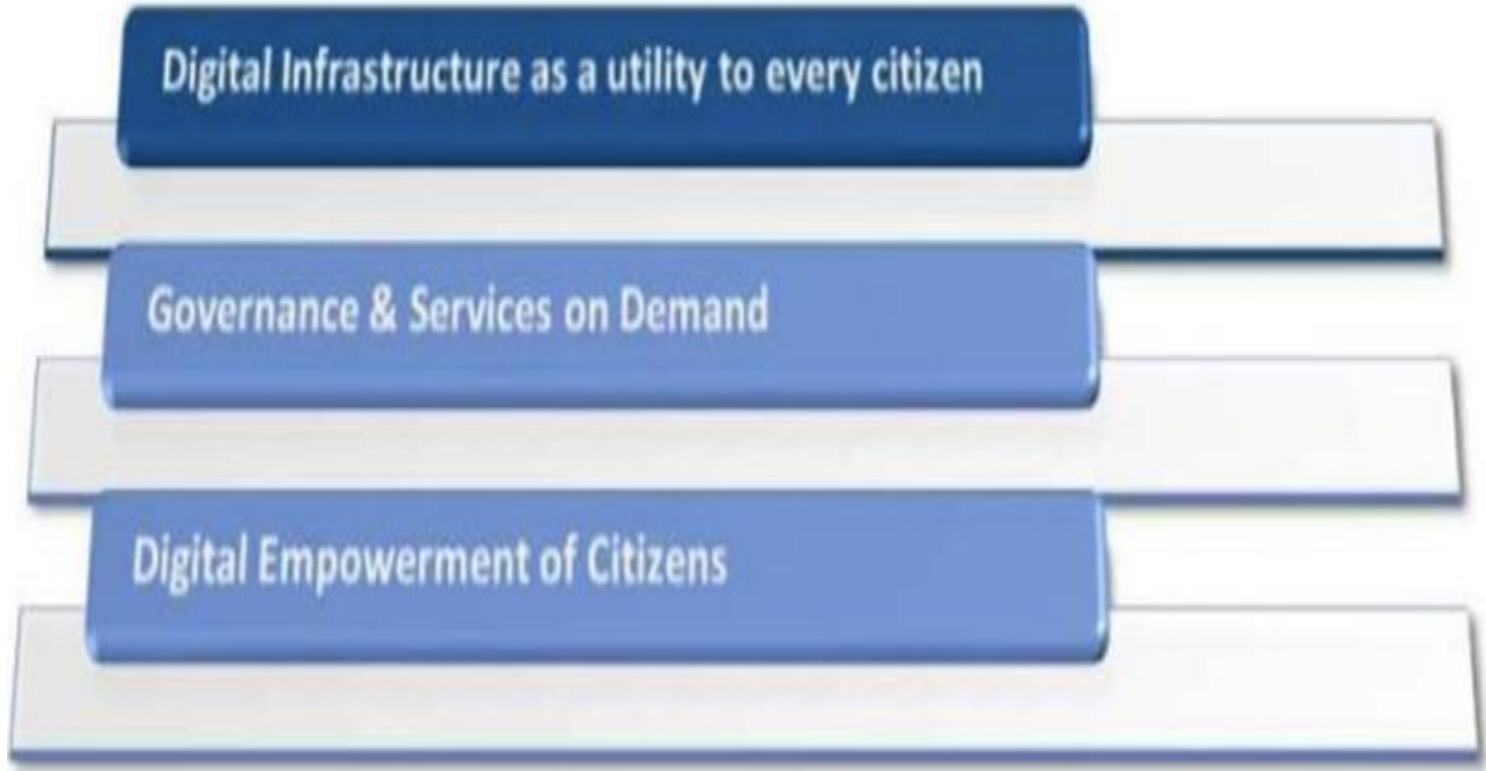 Digital Infrastructure as a utility to every citizen
Governance & Services on Demand
Digital Empowerment of Citizens